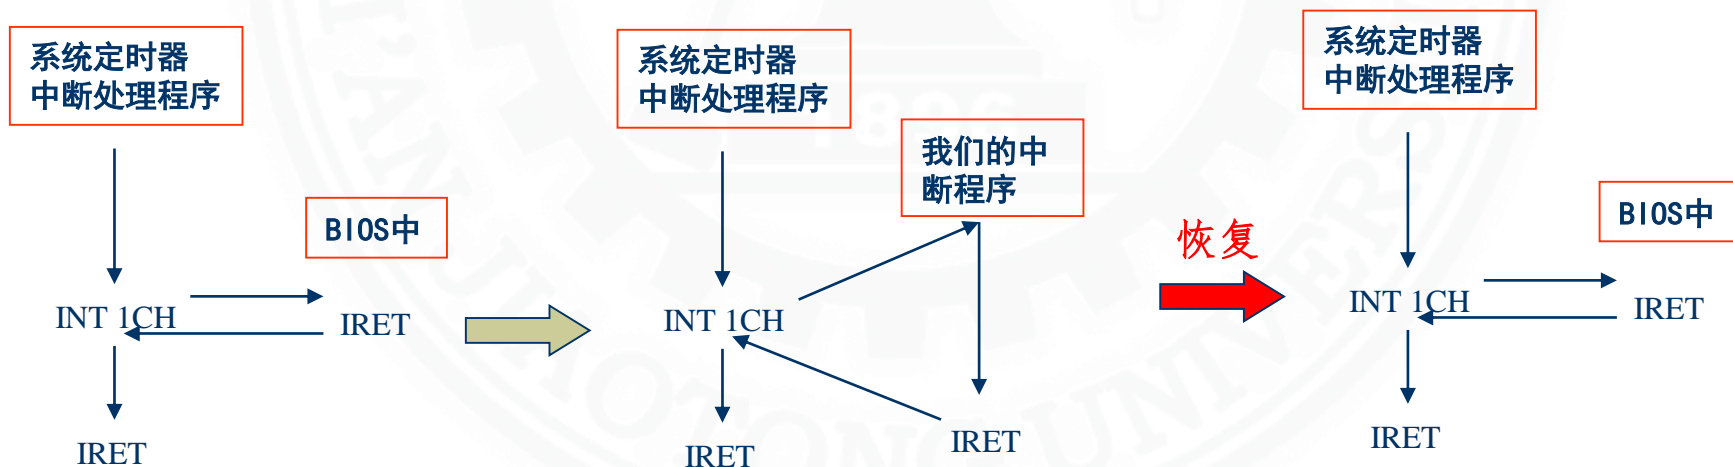 系统定时器
中断处理程序
BIOS中
INT 1CH
IRET
IRET
系统定时器
中断处理程序
我们的中
断程序
INT 1CH
IRET
IRET
恢复
系统定时器
中断处理程序
BIOS中
INT 1CH
IRET
IRET
1896
JIAOTONG UNIVERS